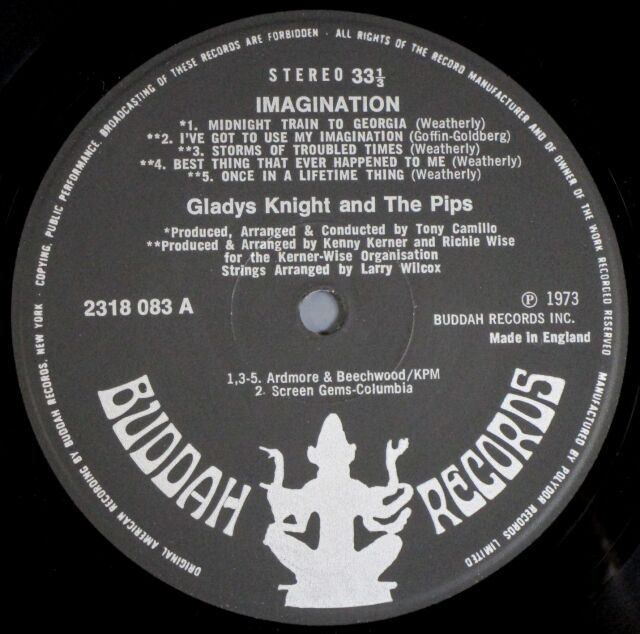 ORIGINAL AMERICAN RECORDING BY BUDDAH RECORDS, NEW YORK · COPYING, PUBLIC PERFORMANCE, BROADCASTING OF THESE RECORDS ARE FORBIDDEN · ALL RIGHTS OF THE RECORD MANUFACTURER AND OF OWNER OF THE WORK RECORDED RESERVED
MANUFACTURED BY POLYDOR RECORDS LIMITED
STEREO 33⅓
IMAGINATION
*1. MIDNIGHT TRAIN TO GEORGIA (Weatherly)
**2. I'VE GOT TO USE MY IMAGINATION (Goffin-Goldberg)
**3. STORMS OF TROUBLED TIMES (Weatherly)
**4. BEST THING THAT EVER HAPPENED TO ME (Weatherly)
**5. ONCE IN A LIFETIME THING (Weatherly)
Gladys Knight and The Pips
*Produced, Arranged & Conducted by Tony Camillo
**Produced & Arranged by Kenny Kerner and Richie Wise
for the Kerner-Wise Organisation
Strings Arranged by Larry Wilcox
2318 083 A
Ⓟ 1973
BUDDAH RECORDS INC.
Made in England
1,3-5. Ardmore & Beechwood/KPM
2. Screen Gems-Columbia
BUDDAH RECORDS